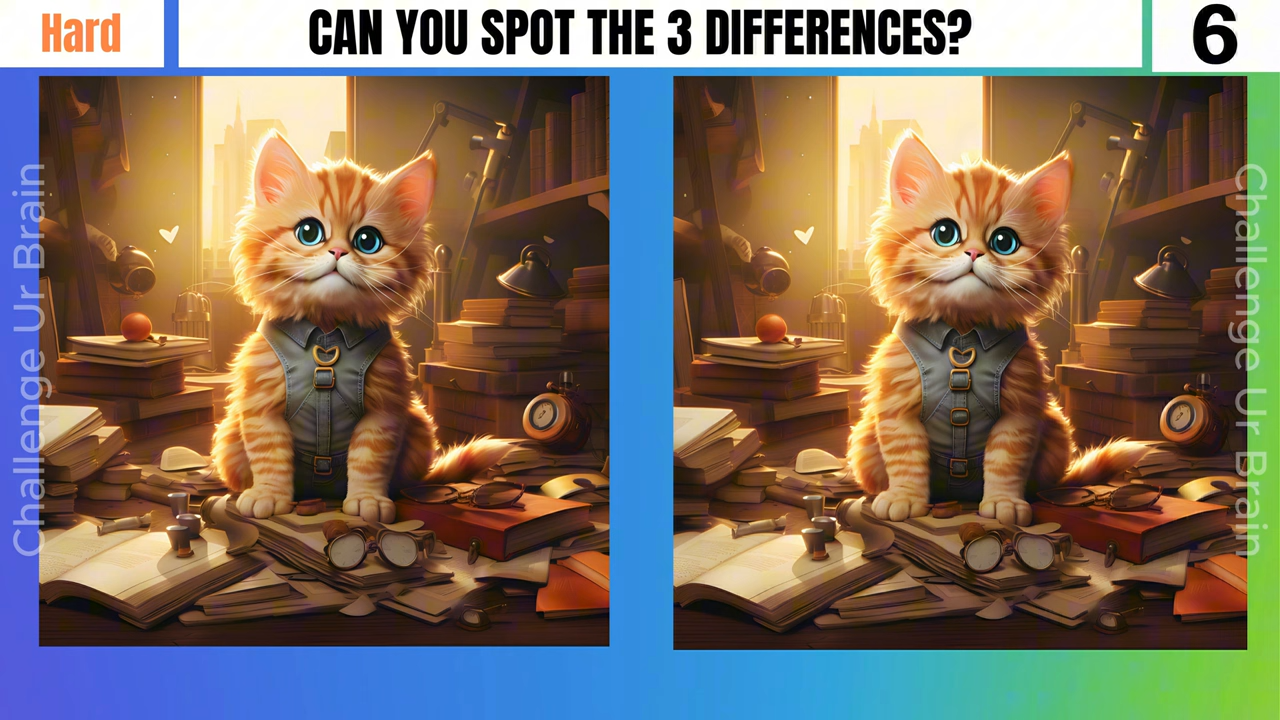 Hard
CAN YOU SPOT THE 3 DIFFERENCES?
6
Challenge Ur Brain
Challenge Ur Brain